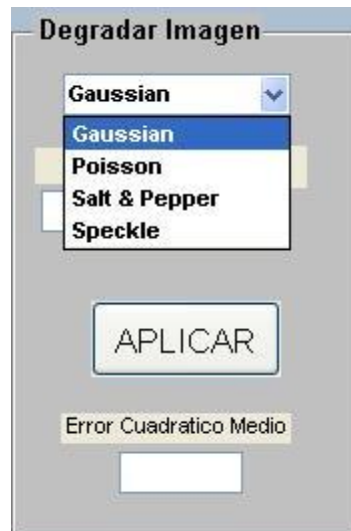 Degradar Imagen
Gaussian
Gaussian
Poisson
Salt & Pepper
Speckle
APLICAR
Error Cuadratico Medio